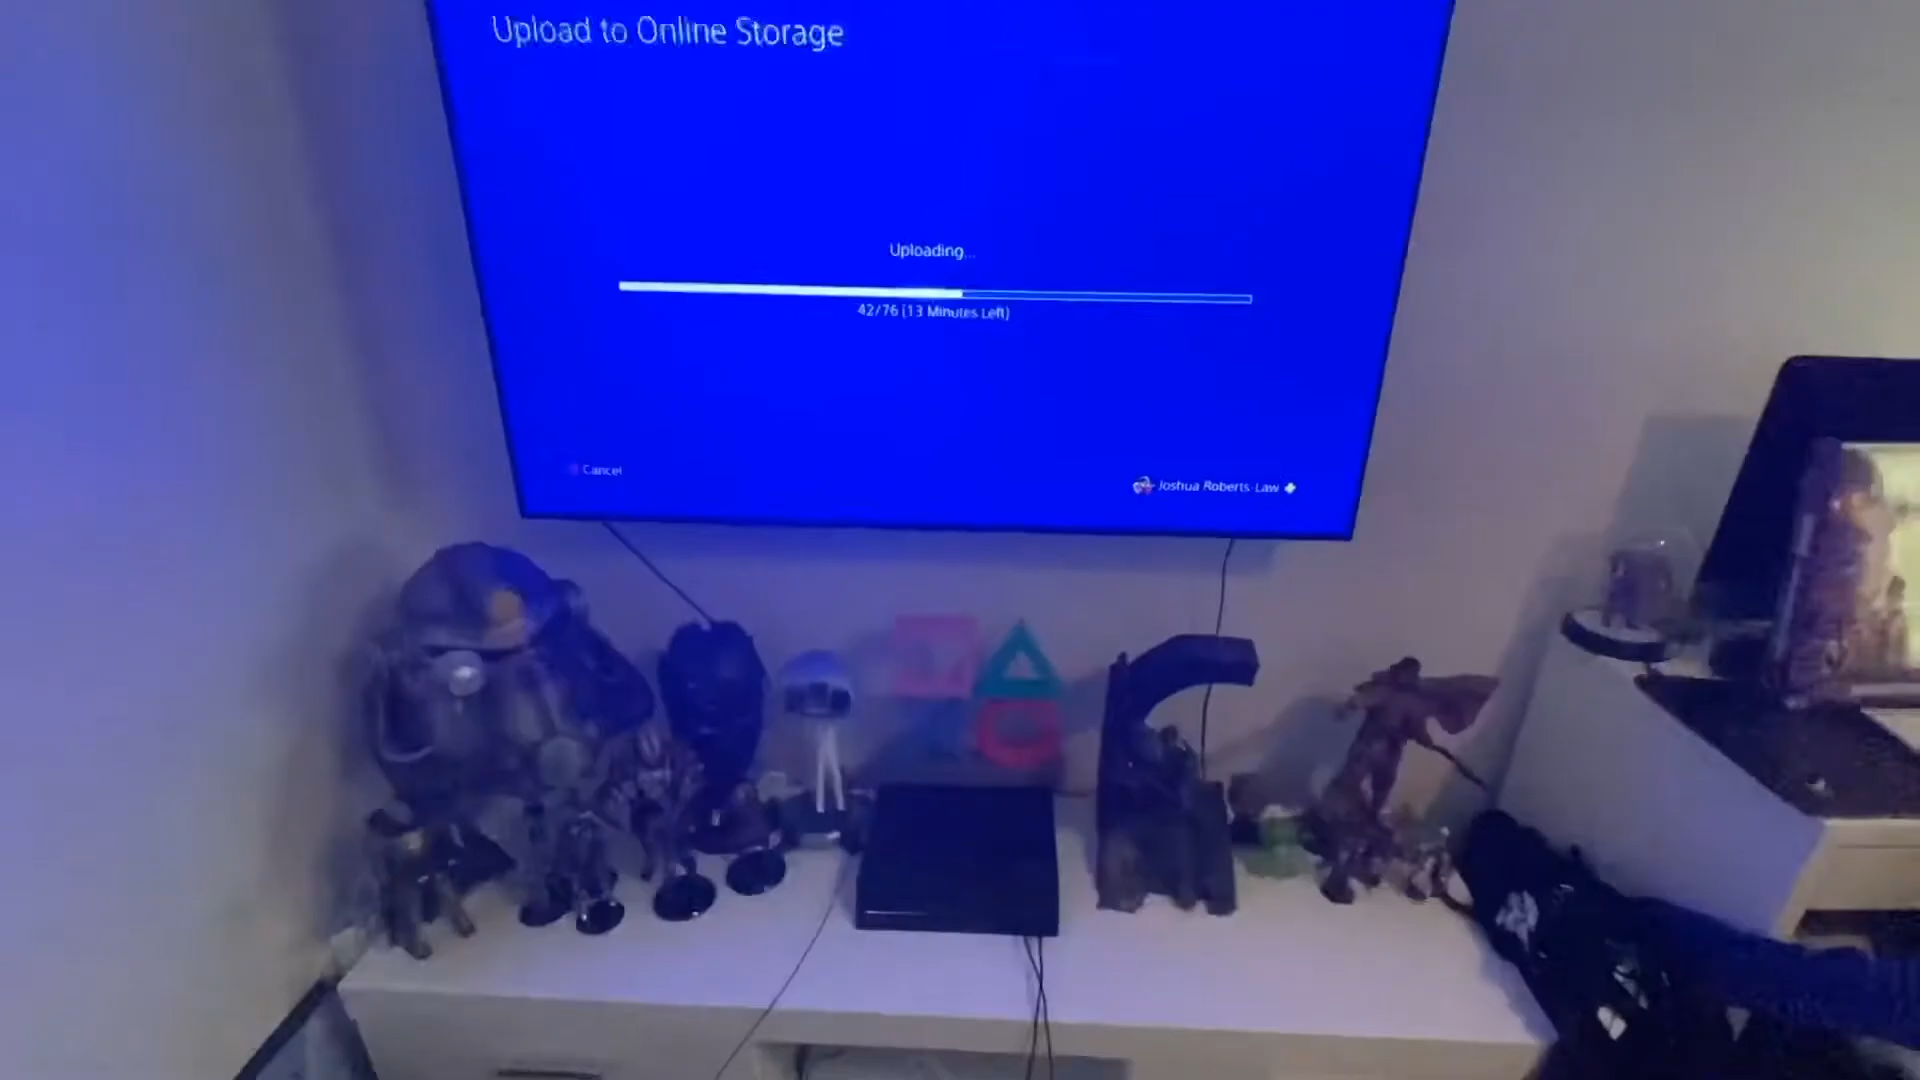 Upload to Online Storage
Uploading...
42/76 (13 Minutes Left)
Cancel
Joshua Roberts-Law